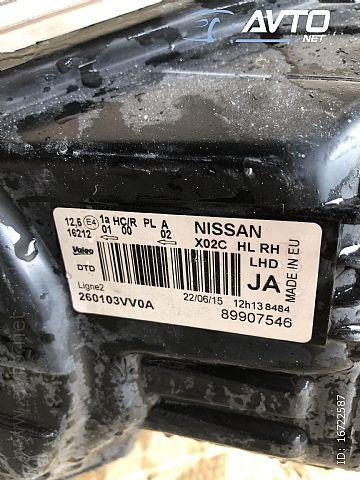 AVTO
.NET
12,5 E4 1a HC/R PL A
16212 01 00 02
NISSAN
X02C HL RH
LHD
Valeo
DTD
JA
MADE IN EU
Ligne2
260103VV0A
22/06/15 12h13 8484
89907546
ID: 16722587